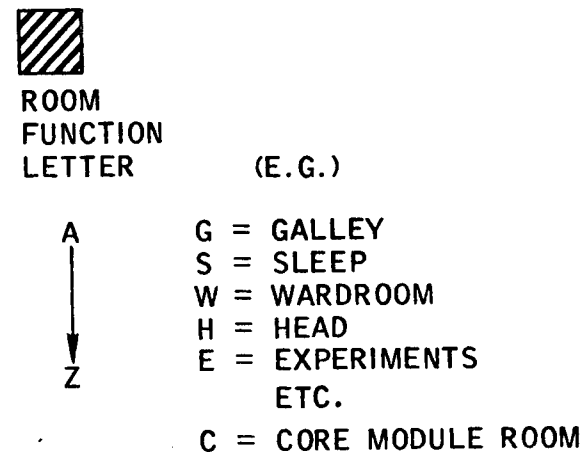 ROOM
FUNCTION
LETTER (E.G.)
A G = GALLEY
S = SLEEP
W = WARDROOM
H = HEAD
E = EXPERIMENTS
Z ETC.
C = CORE MODULE ROOM